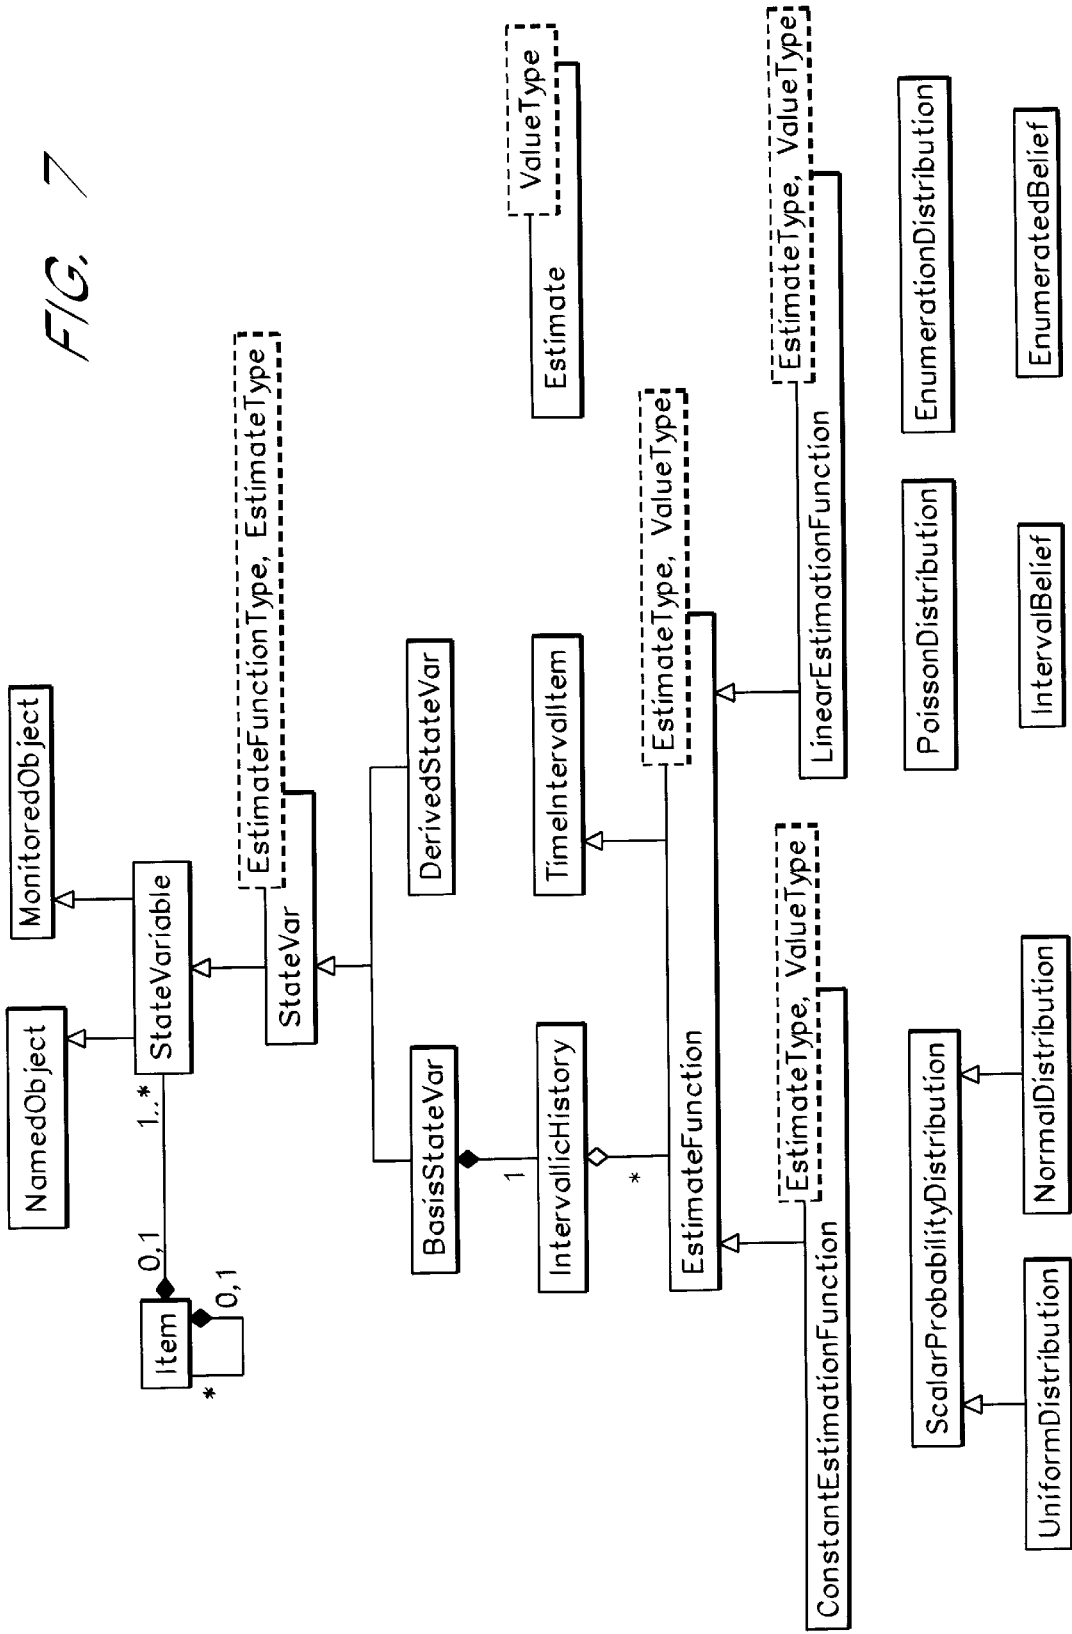 FIG. 7
NamedObject
MonitoredObject
Item
0,1
1..*
StateVariable
0,1
*
EstimateFunctionType, EstimateType
StateVar
BasisStateVar
DerivedStateVar
1
ValueType
IntervallicHistory
TimeIntervalItem
Estimate
*
EstimateType, ValueType
EstimateFunction
EstimateType, ValueType
EstimateType, ValueType
ConstantEstimationFunction
LinearEstimationFunction
ScalarProbabilityDistribution
PoissonDistribution
EnumerationDistribution
UniformDistribution
NormalDistribution
IntervalBelief
EnumeratedBelief